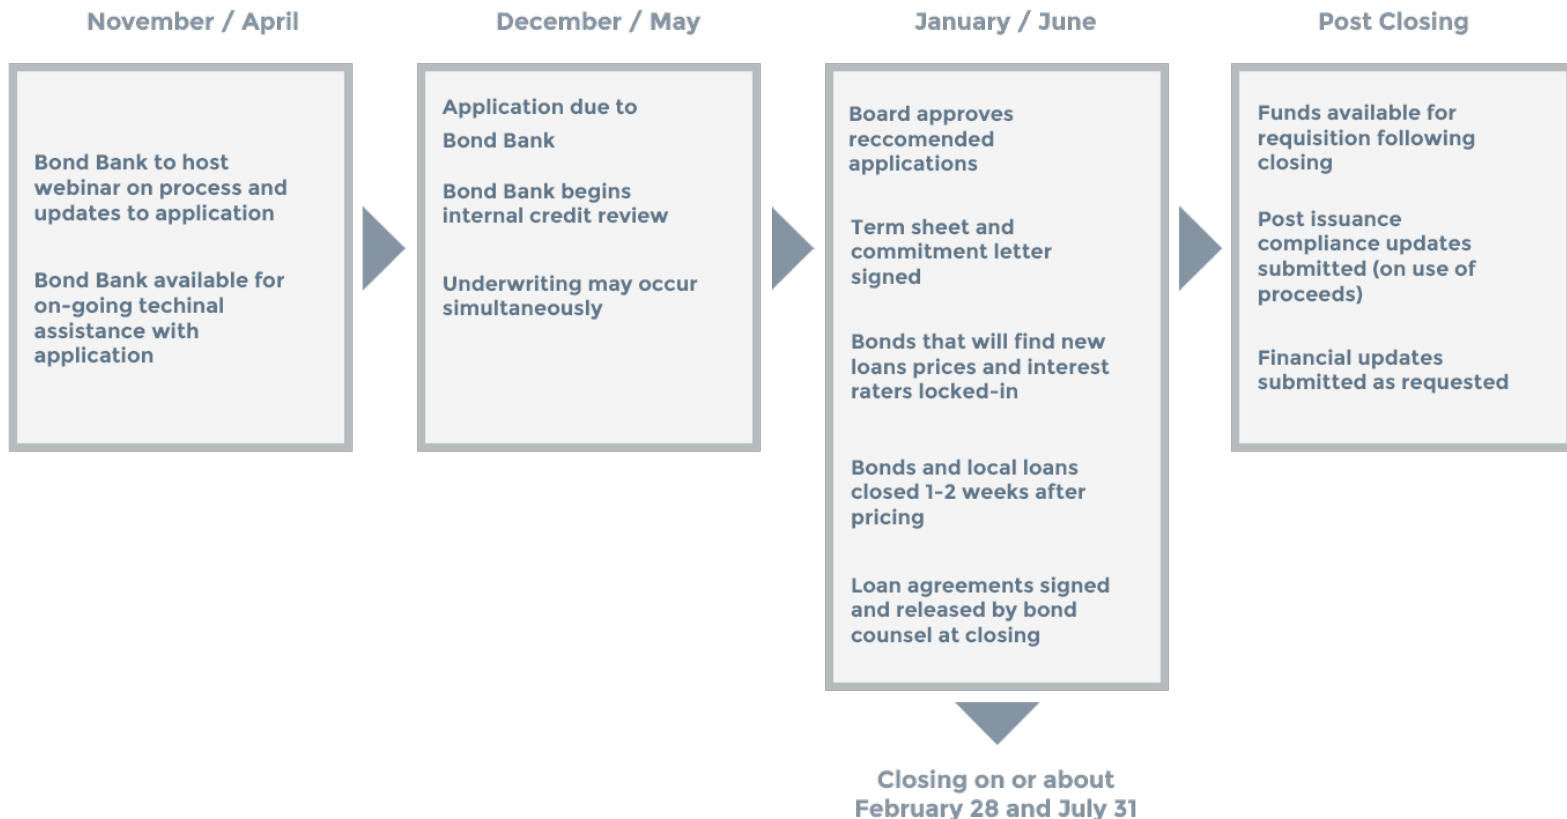 November / April
Bond Bank to host
webinar on process and
updates to application
Bond Bank available for
on-going techinal
assistance with
application
December / May
Application due to
Bond Bank
Bond Bank begins
internal credit review
Underwriting may occur
simultaneously
January / June
Board approves
reccomended
applications
Term sheet and
commitment letter
signed
Bonds that will find new
loans prices and interest
raters locked-in
Bonds and local loans
closed 1-2 weeks after
pricing
Loan agreements signed
and released by bond
counsel at closing
Closing on or about
February 28 and July 31
Post Closing
Funds available for
requisition following
closing
Post issuance
compliance updates
submitted (on use of
proceeds)
Financial updates
submitted as requested